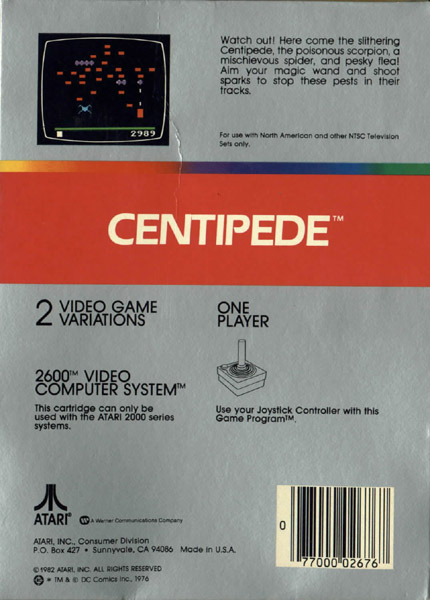 Watch out! Here come the slithering
Centipede, the poisonous scorpion, a
mischievous spider, and pesky flea!
Aim your magic wand and shoot
sparks to stop these pests in their
tracks.
2989
For use with North American and other NTSC Television
Sets only.
CENTIPEDE™
2 VIDEO GAME
VARIATIONS
ONE
PLAYER
2600™ VIDEO
COMPUTER SYSTEM™
This cartridge can only be
used with the ATARI 2000 series
systems.
Use your Joystick Controller with this
Game Program™.
ATARI®
A Warner Communications Company
ATARI, INC., Consumer Division
P.O. Box 427 • Sunnyvale, CA 94086 Made in U.S.A.
© 1982 ATARI, INC. ALL RIGHTS RESERVED
TM & © DC Comics Inc., 1976
0
77000 02676